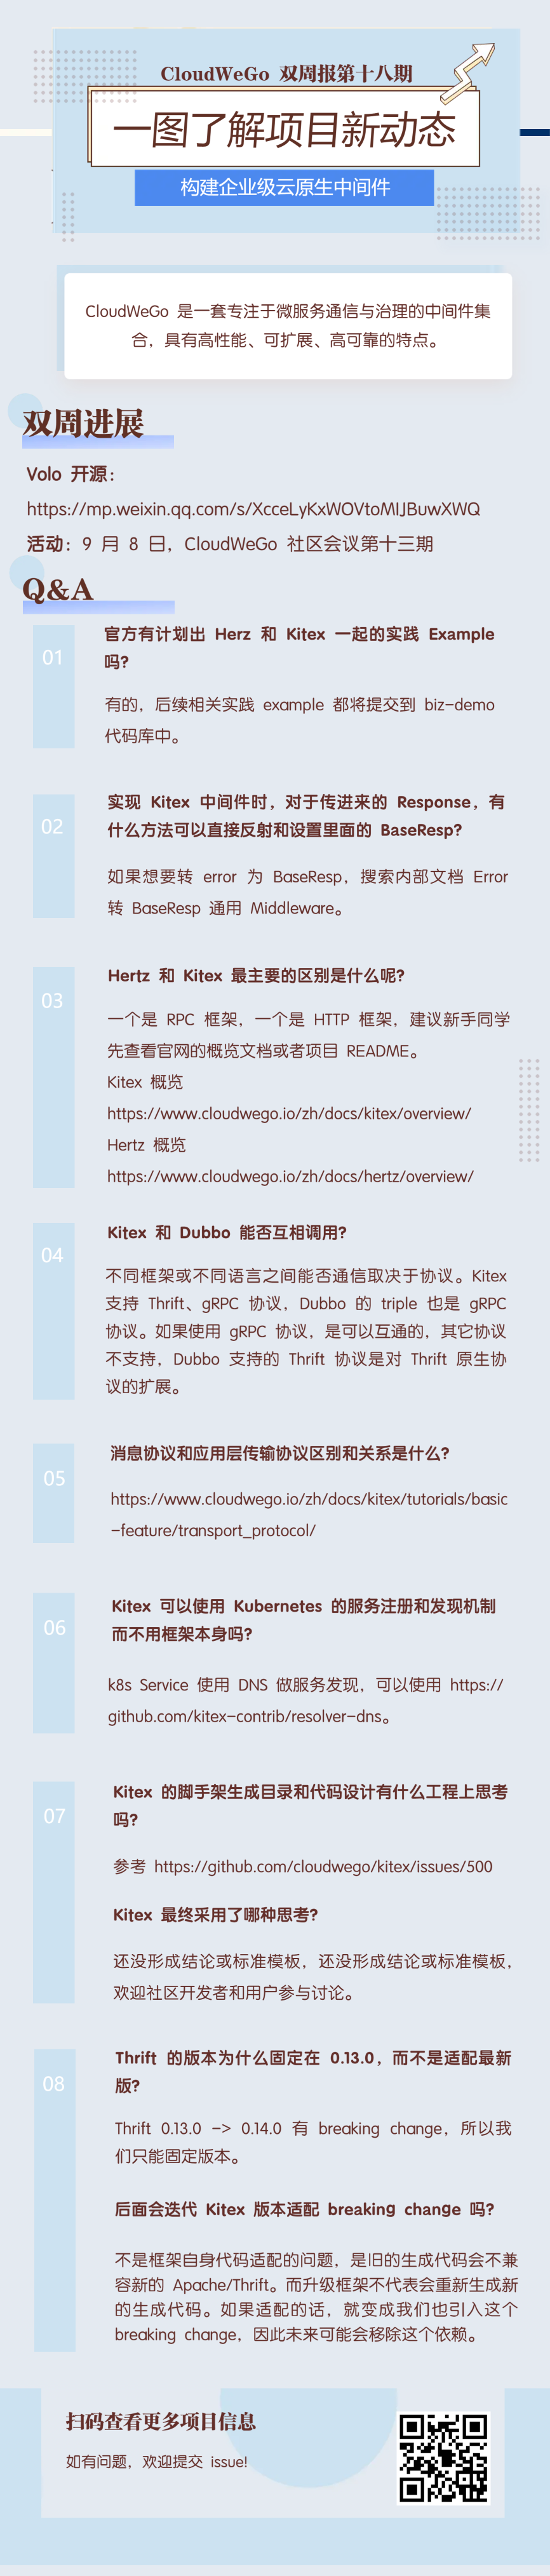 CloudWeGo 双周报第十八期
一图了解项目新动态
构建企业级云原生中间件
CloudWeGo 是一套专注于微服务通信与治理的中间件集
合，具有高性能、可扩展、高可靠的特点。
双周进展
Volo 开源：
https://mp.weixin.qq.com/s/XcceLyKxWOVtoMIJBuwXWQ
活动：9 月 8 日，CloudWeGo 社区会议第十三期
Q&A
01
官方有计划出 Herz 和 Kitex 一起的实践 Example
吗?
有的，后续相关实践 example 都将提交到 biz-demo
代码库中。
02
实现 Kitex 中间件时，对于传进来的 Response，有
什么方法可以直接反射和设置里面的 BaseResp?
如果想要转 error 为 BaseResp，搜索内部文档 Error
转 BaseResp 通用 Middleware。
03
Hertz 和 Kitex 最主要的区别是什么呢?
一个是 RPC 框架，一个是 HTTP 框架，建议新手同学
先查看官网的概览文档或者项目 README。
Kitex 概览
https://www.cloudwego.io/zh/docs/kitex/overview/
Hertz 概览
https://www.cloudwego.io/zh/docs/hertz/overview/
04
Kitex 和 Dubbo 能否互相调用?
不同框架或不同语言之间能否通信取决于协议。Kitex
支持 Thrift、gRPC 协议，Dubbo 的 triple 也是 gRPC
协议。如果使用 gRPC 协议，是可以互通的，其它协议
不支持，Dubbo 支持的 Thrift 协议是对 Thrift 原生协
议的扩展。
05
消息协议和应用层传输协议区别和关系是什么?
https://www.cloudwego.io/zh/docs/kitex/tutorials/basic
-feature/transport_protocol/
06
Kitex 可以使用 Kubernetes 的服务注册和发现机制
而不用框架本身吗?
k8s Service 使用 DNS 做服务发现，可以使用 https://
github.com/kitex-contrib/resolver-dns。
07
Kitex 的脚手架生成目录和代码设计有什么工程上思考
吗?
参考 https://github.com/cloudwego/kitex/issues/500
Kitex 最终采用了哪种思考?
还没形成结论或标准模板，还没形成结论或标准模板，
欢迎社区开发者和用户参与讨论。
08
Thrift 的版本为什么固定在 0.13.0，而不是适配最新
版?
Thrift 0.13.0 -> 0.14.0 有 breaking change，所以我
们只能固定版本。
后面会迭代 Kitex 版本适配 breaking change 吗?
不是框架自身代码适配的问题，是旧的生成代码会不兼
容新的 Apache/Thrift。而升级框架不代表会重新生成新
的生成代码。如果适配的话，就变成我们也引入这个
breaking change，因此未来可能会移除这个依赖。
扫码查看更多项目信息
如有问题，欢迎提交 issue!